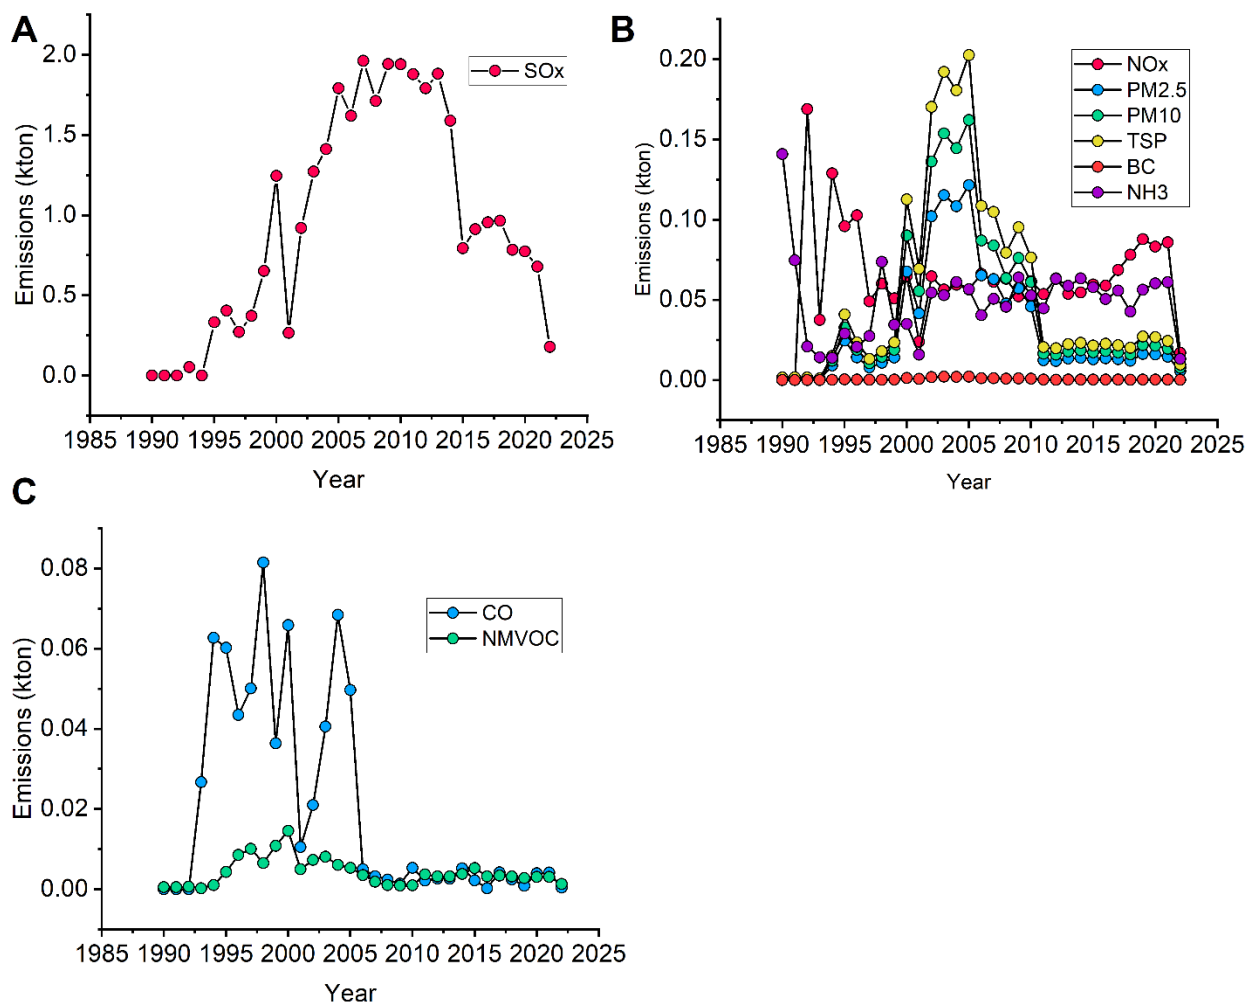 A
Emissions (kton)
2.0
1.5
1.0
0.5
0.0
SOx
1985 1990 1995 2000 2005 2010 2015 2020 2025
Year
B
Emissions (kton)
0.20
0.15
0.10
0.05
0.00
NOx
PM2.5
PM10
TSP
BC
NH3
1985 1990 1995 2000 2005 2010 2015 2020 2025
Year
C
Emissions (kton)
0.08
0.06
0.04
0.02
0.00
CO
NMVOC
1985 1990 1995 2000 2005 2010 2015 2020 2025
Year